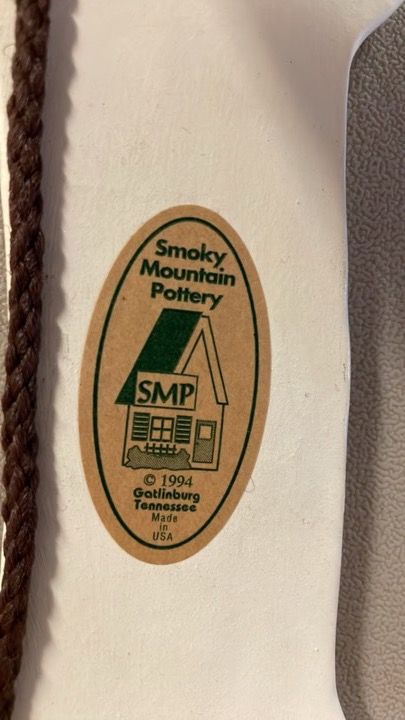 Smoky
Mountain
Pottery
SMP
© 1994
Gatlinburg
Tennessee
Made
in
USA